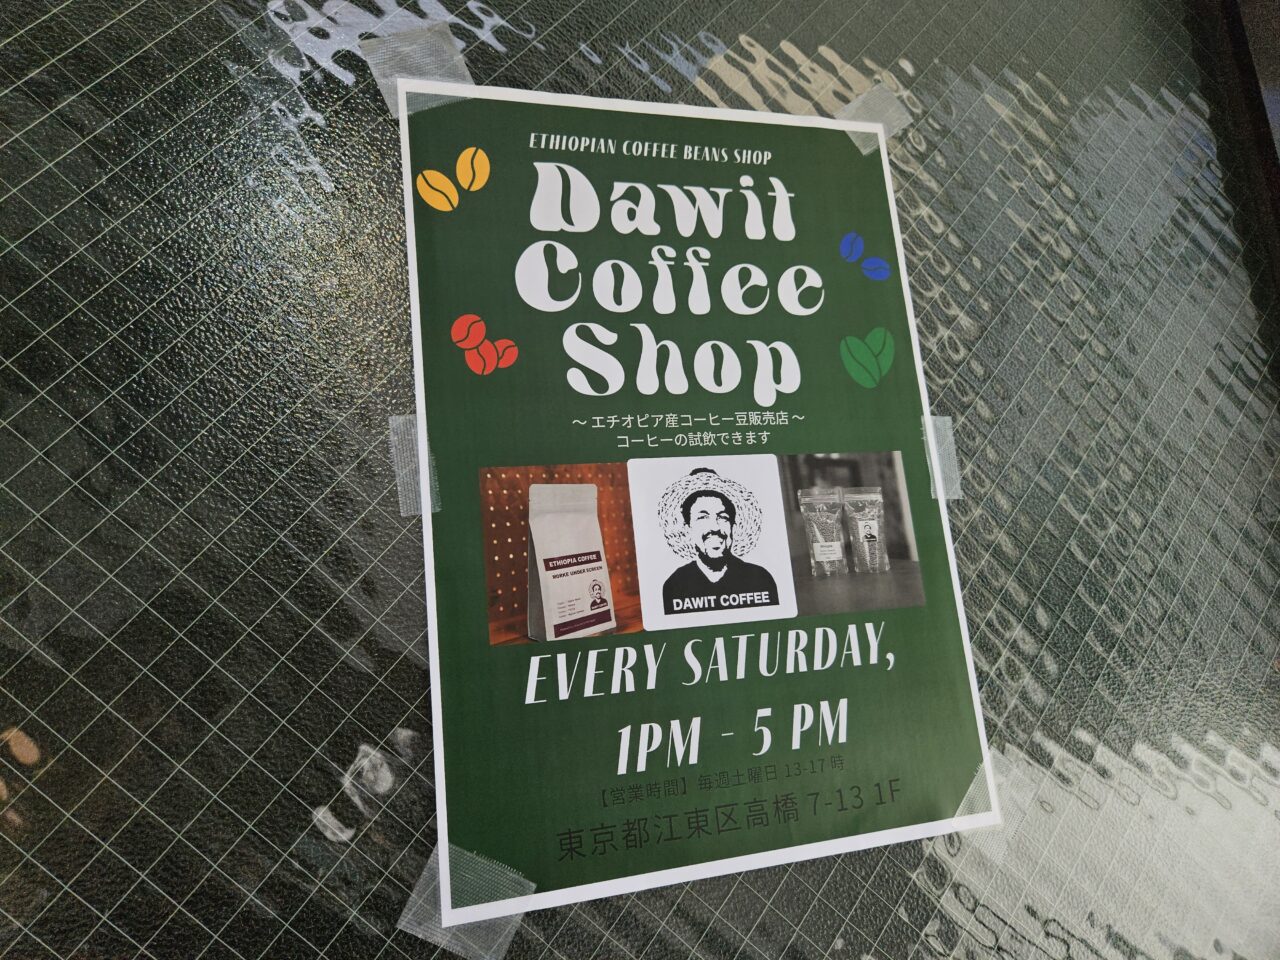 ETHIOPIAN COFFEE BEANS SHOP
Dawit
Coffee
Shop
～ エチオピア産コーヒー豆販売店 ～
コーヒーの試飲できます
ETHIOPIA COFFEE
WORKE UNDER SCREEN
DAWIT COFFEE
EVERY SATURDAY,
1PM - 5 PM
【営業時間】毎週土曜日 13-17 時
東京都江東区高橋 7-13 1F